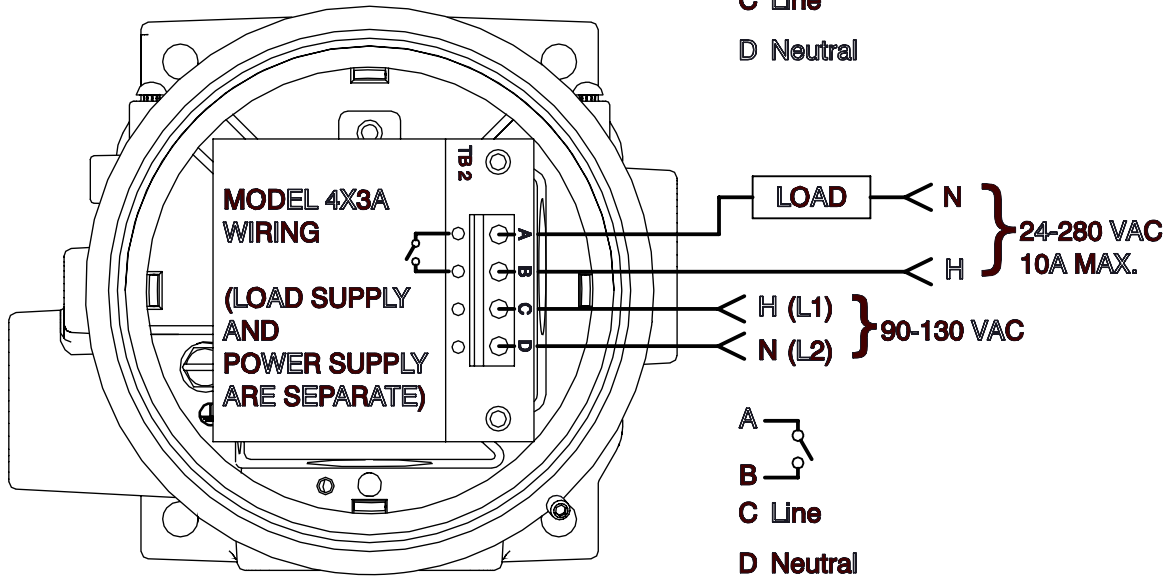 C Line
D Neutral
TB 2
MODEL 4X3A
WIRING
(LOAD SUPPLY
AND
POWER SUPPLY
ARE SEPARATE)
A
B
C
D
LOAD
N
H
24-280 VAC
10A MAX.
H (L1)
N (L2)
90-130 VAC
A
B
C Line
D Neutral